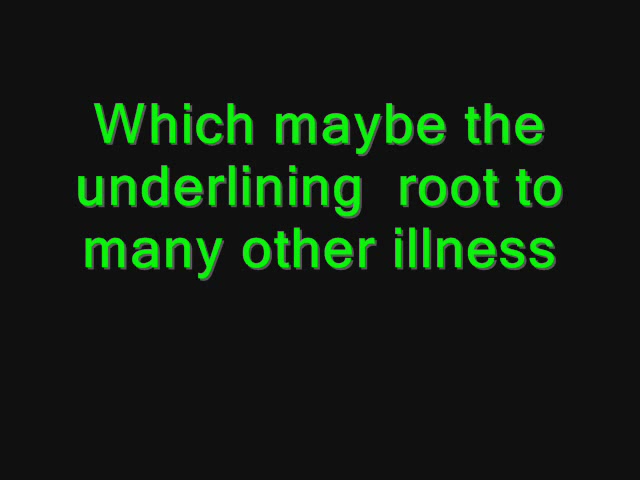 Which maybe the
underlining  root to
many other illness